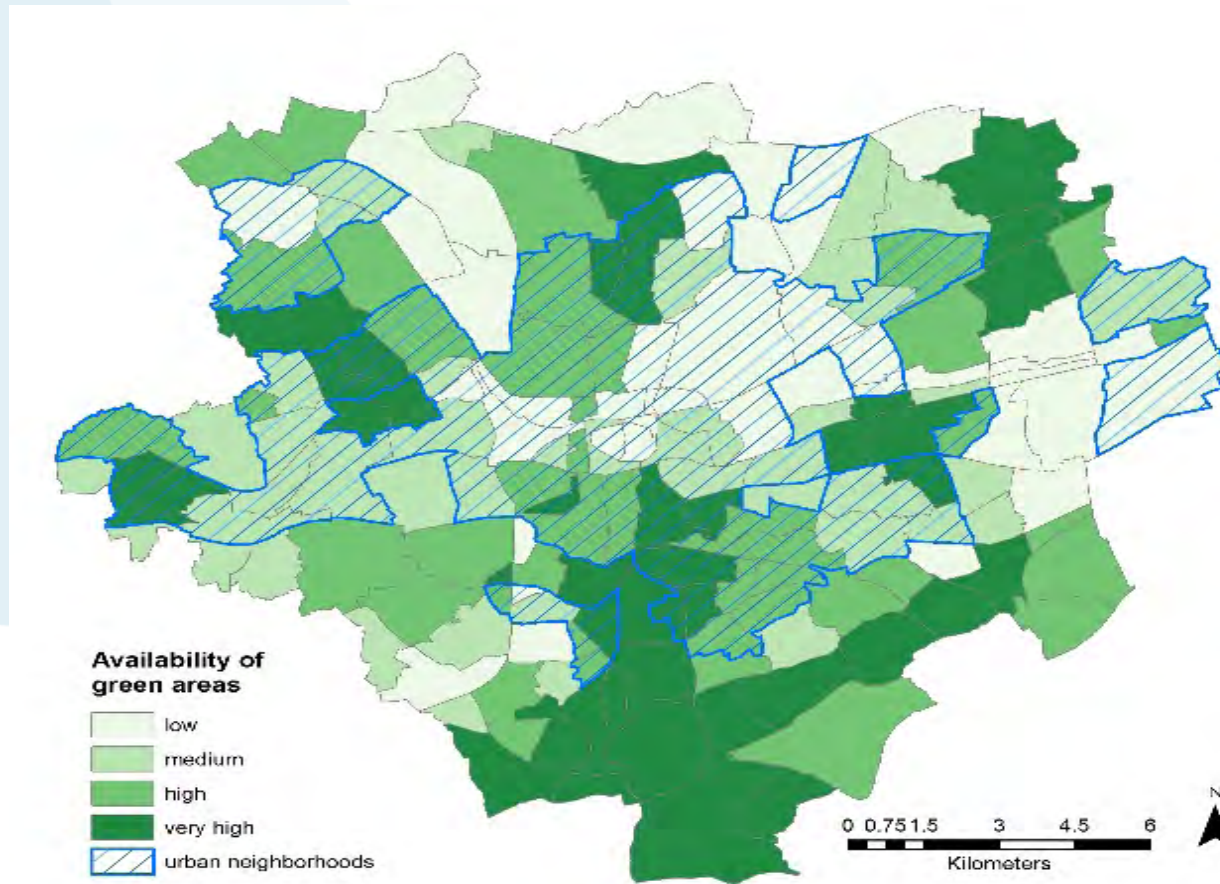 Availability of
green areas
low
medium
high
very high
urban neighborhoods
0 0.75 1.5 3 4.5 6
Kilometers
N